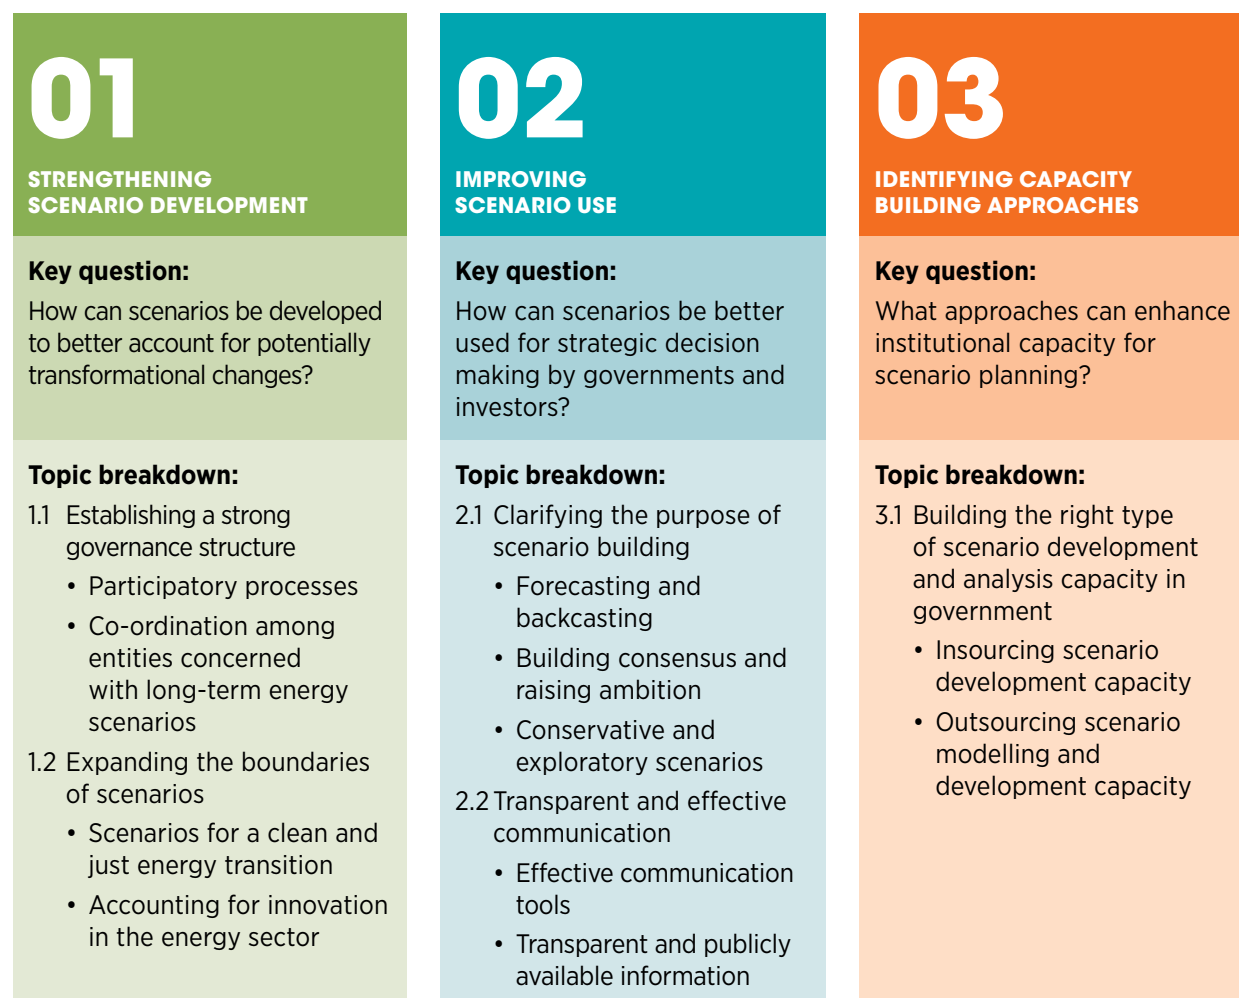 01
STRENGTHENING
SCENARIO DEVELOPMENT
Key question:
How can scenarios be developed
to better account for potentially
transformational changes?
Topic breakdown:
1.1 Establishing a strong
governance structure
• Participatory processes
• Co-ordination among
entities concerned
with long-term energy
scenarios
1.2 Expanding the boundaries
of scenarios
• Scenarios for a clean and
just energy transition
• Accounting for innovation
in the energy sector
02
IMPROVING
SCENARIO USE
Key question:
How can scenarios be better
used for strategic decision
making by governments and
investors?
Topic breakdown:
2.1 Clarifying the purpose of
scenario building
• Forecasting and
backcasting
• Building consensus and
raising ambition
• Conservative and
exploratory scenarios
2.2 Transparent and effective
communication
• Effective communication
tools
• Transparent and publicly
available information
03
IDENTIFYING CAPACITY
BUILDING APPROACHES
Key question:
What approaches can enhance
institutional capacity for
scenario planning?
Topic breakdown:
3.1 Building the right type
of scenario development
and analysis capacity in
government
• Insourcing scenario
development capacity
• Outsourcing scenario
modelling and
development capacity